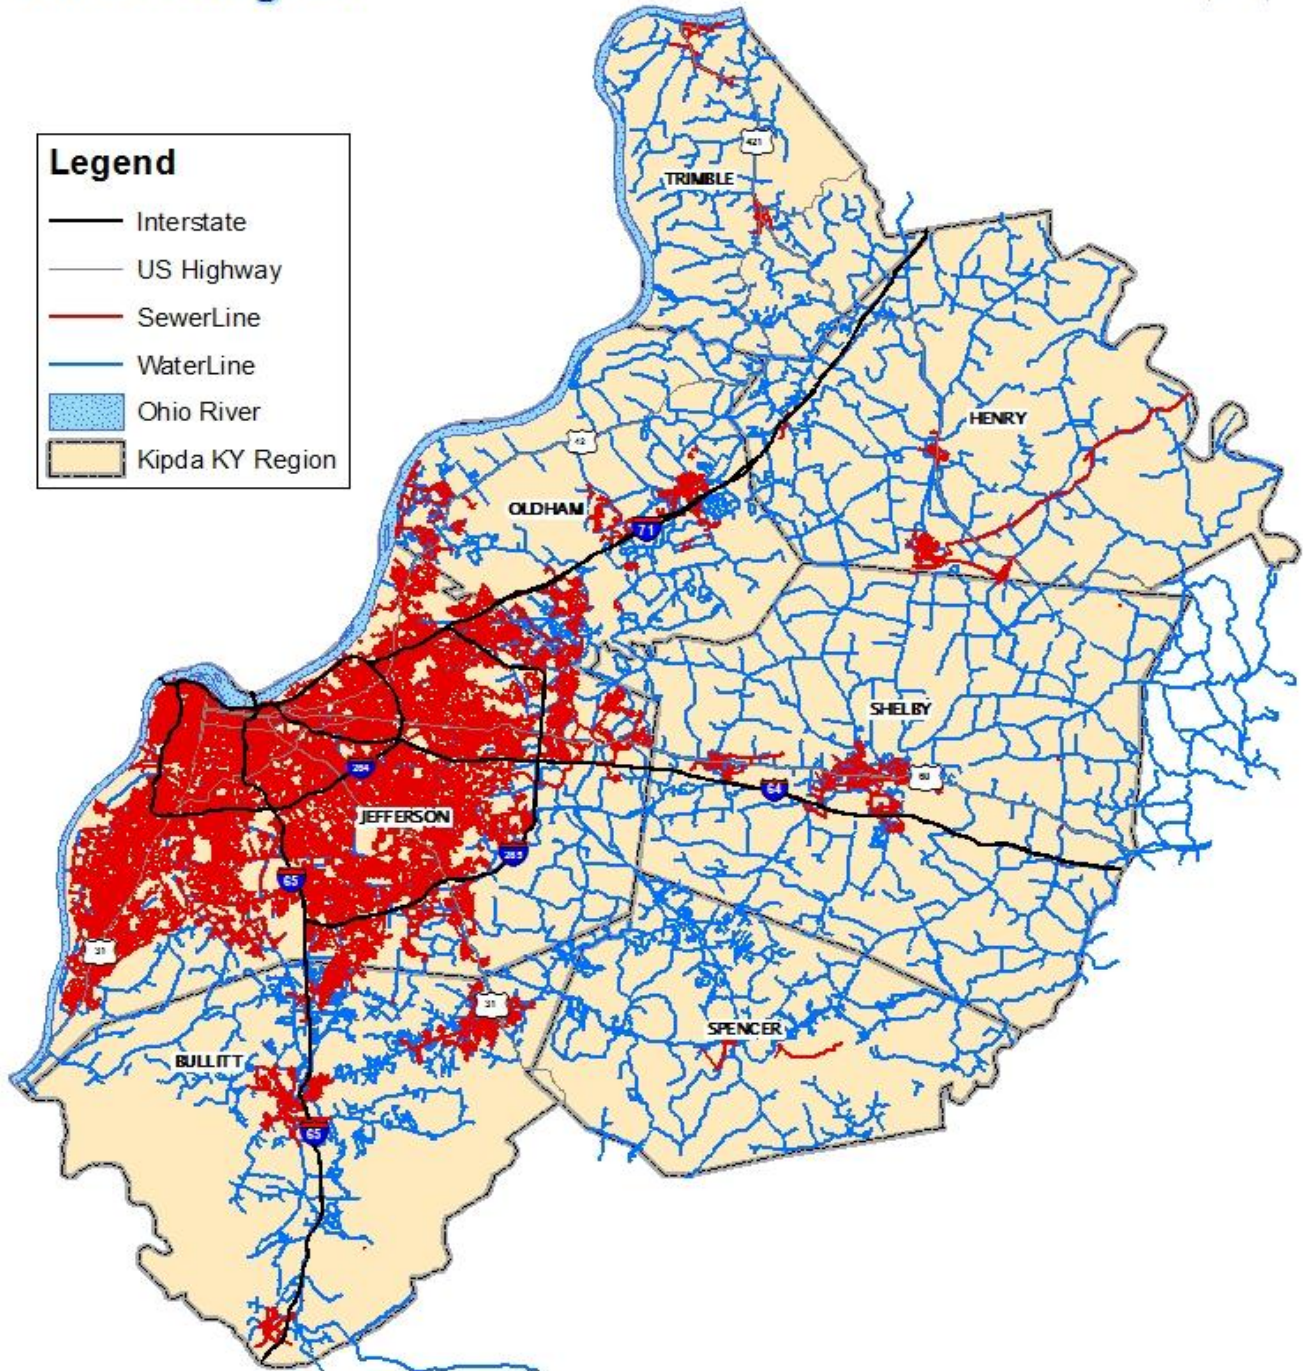 Legend
Interstate
US Highway
SewerLine
WaterLine
Ohio River
Kipda KY Region
421
TRIMBLE
HENRY
42
OLDHAM
71
SHELBY
60
64
264
JEFFERSON
265
65
31
31
SPENCER
BULLITT
65